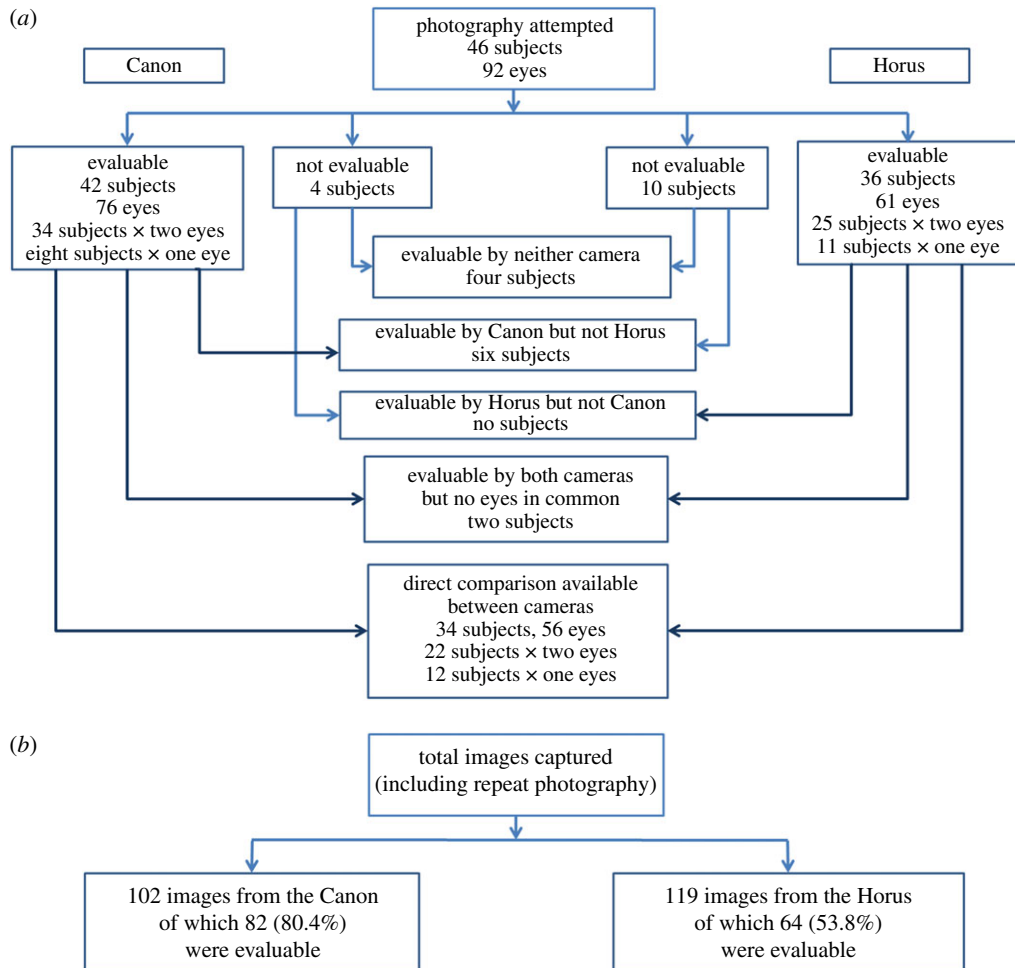 (a)
photography attempted
46 subjects
92 eyes
Canon
Horus
evaluable
42 subjects
76 eyes
34 subjects × two eyes
eight subjects × one eye
not evaluable
4 subjects
not evaluable
10 subjects
evaluable
36 subjects
61 eyes
25 subjects × two eyes
11 subjects × one eye
evaluable by neither camera
four subjects
evaluable by Canon but not Horus
six subjects
evaluable by Horus but not Canon
no subjects
evaluable by both cameras
but no eyes in common
two subjects
direct comparison available
between cameras
34 subjects, 56 eyes
22 subjects × two eyes
12 subjects × one eyes
(b)
total images captured
(including repeat photography)
102 images from the Canon
of which 82 (80.4%)
were evaluable
119 images from the Horus
of which 64 (53.8%)
were evaluable